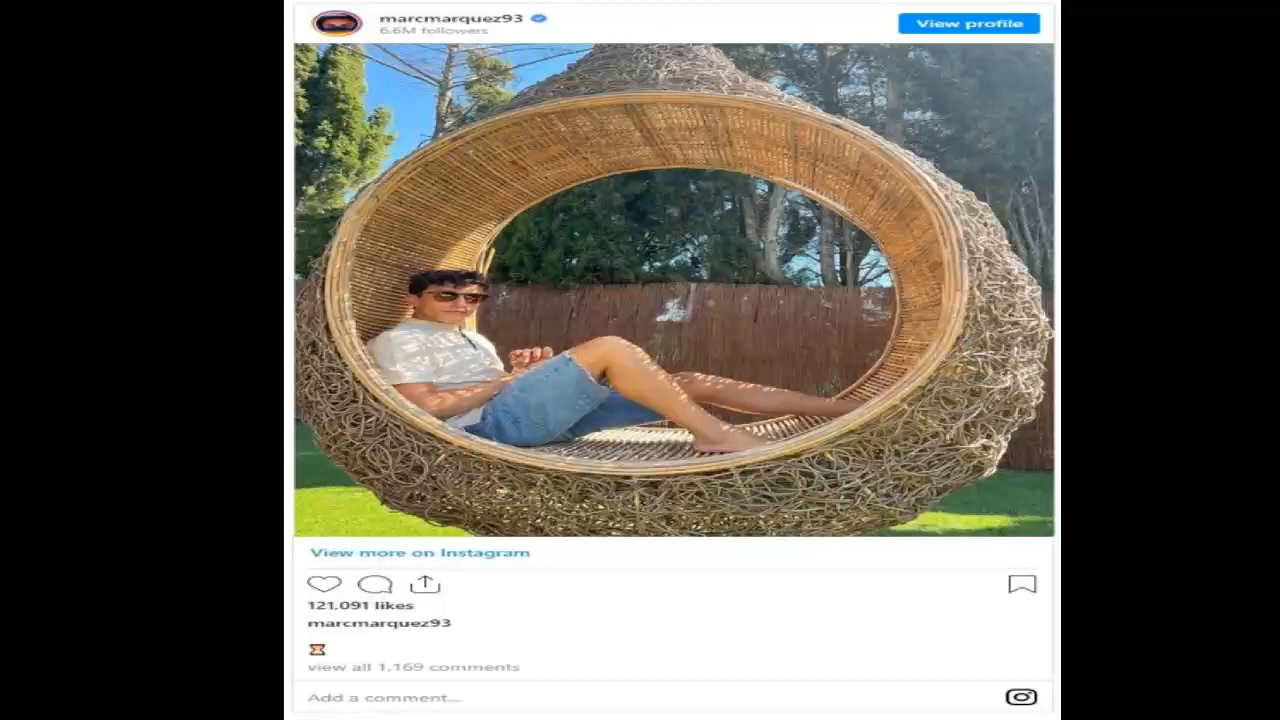 marcmarquez93
6.6M followers
View profile
View more on Instagram
121,091 likes
marcmarquez93
view all 1,169 comments
Add a comment...